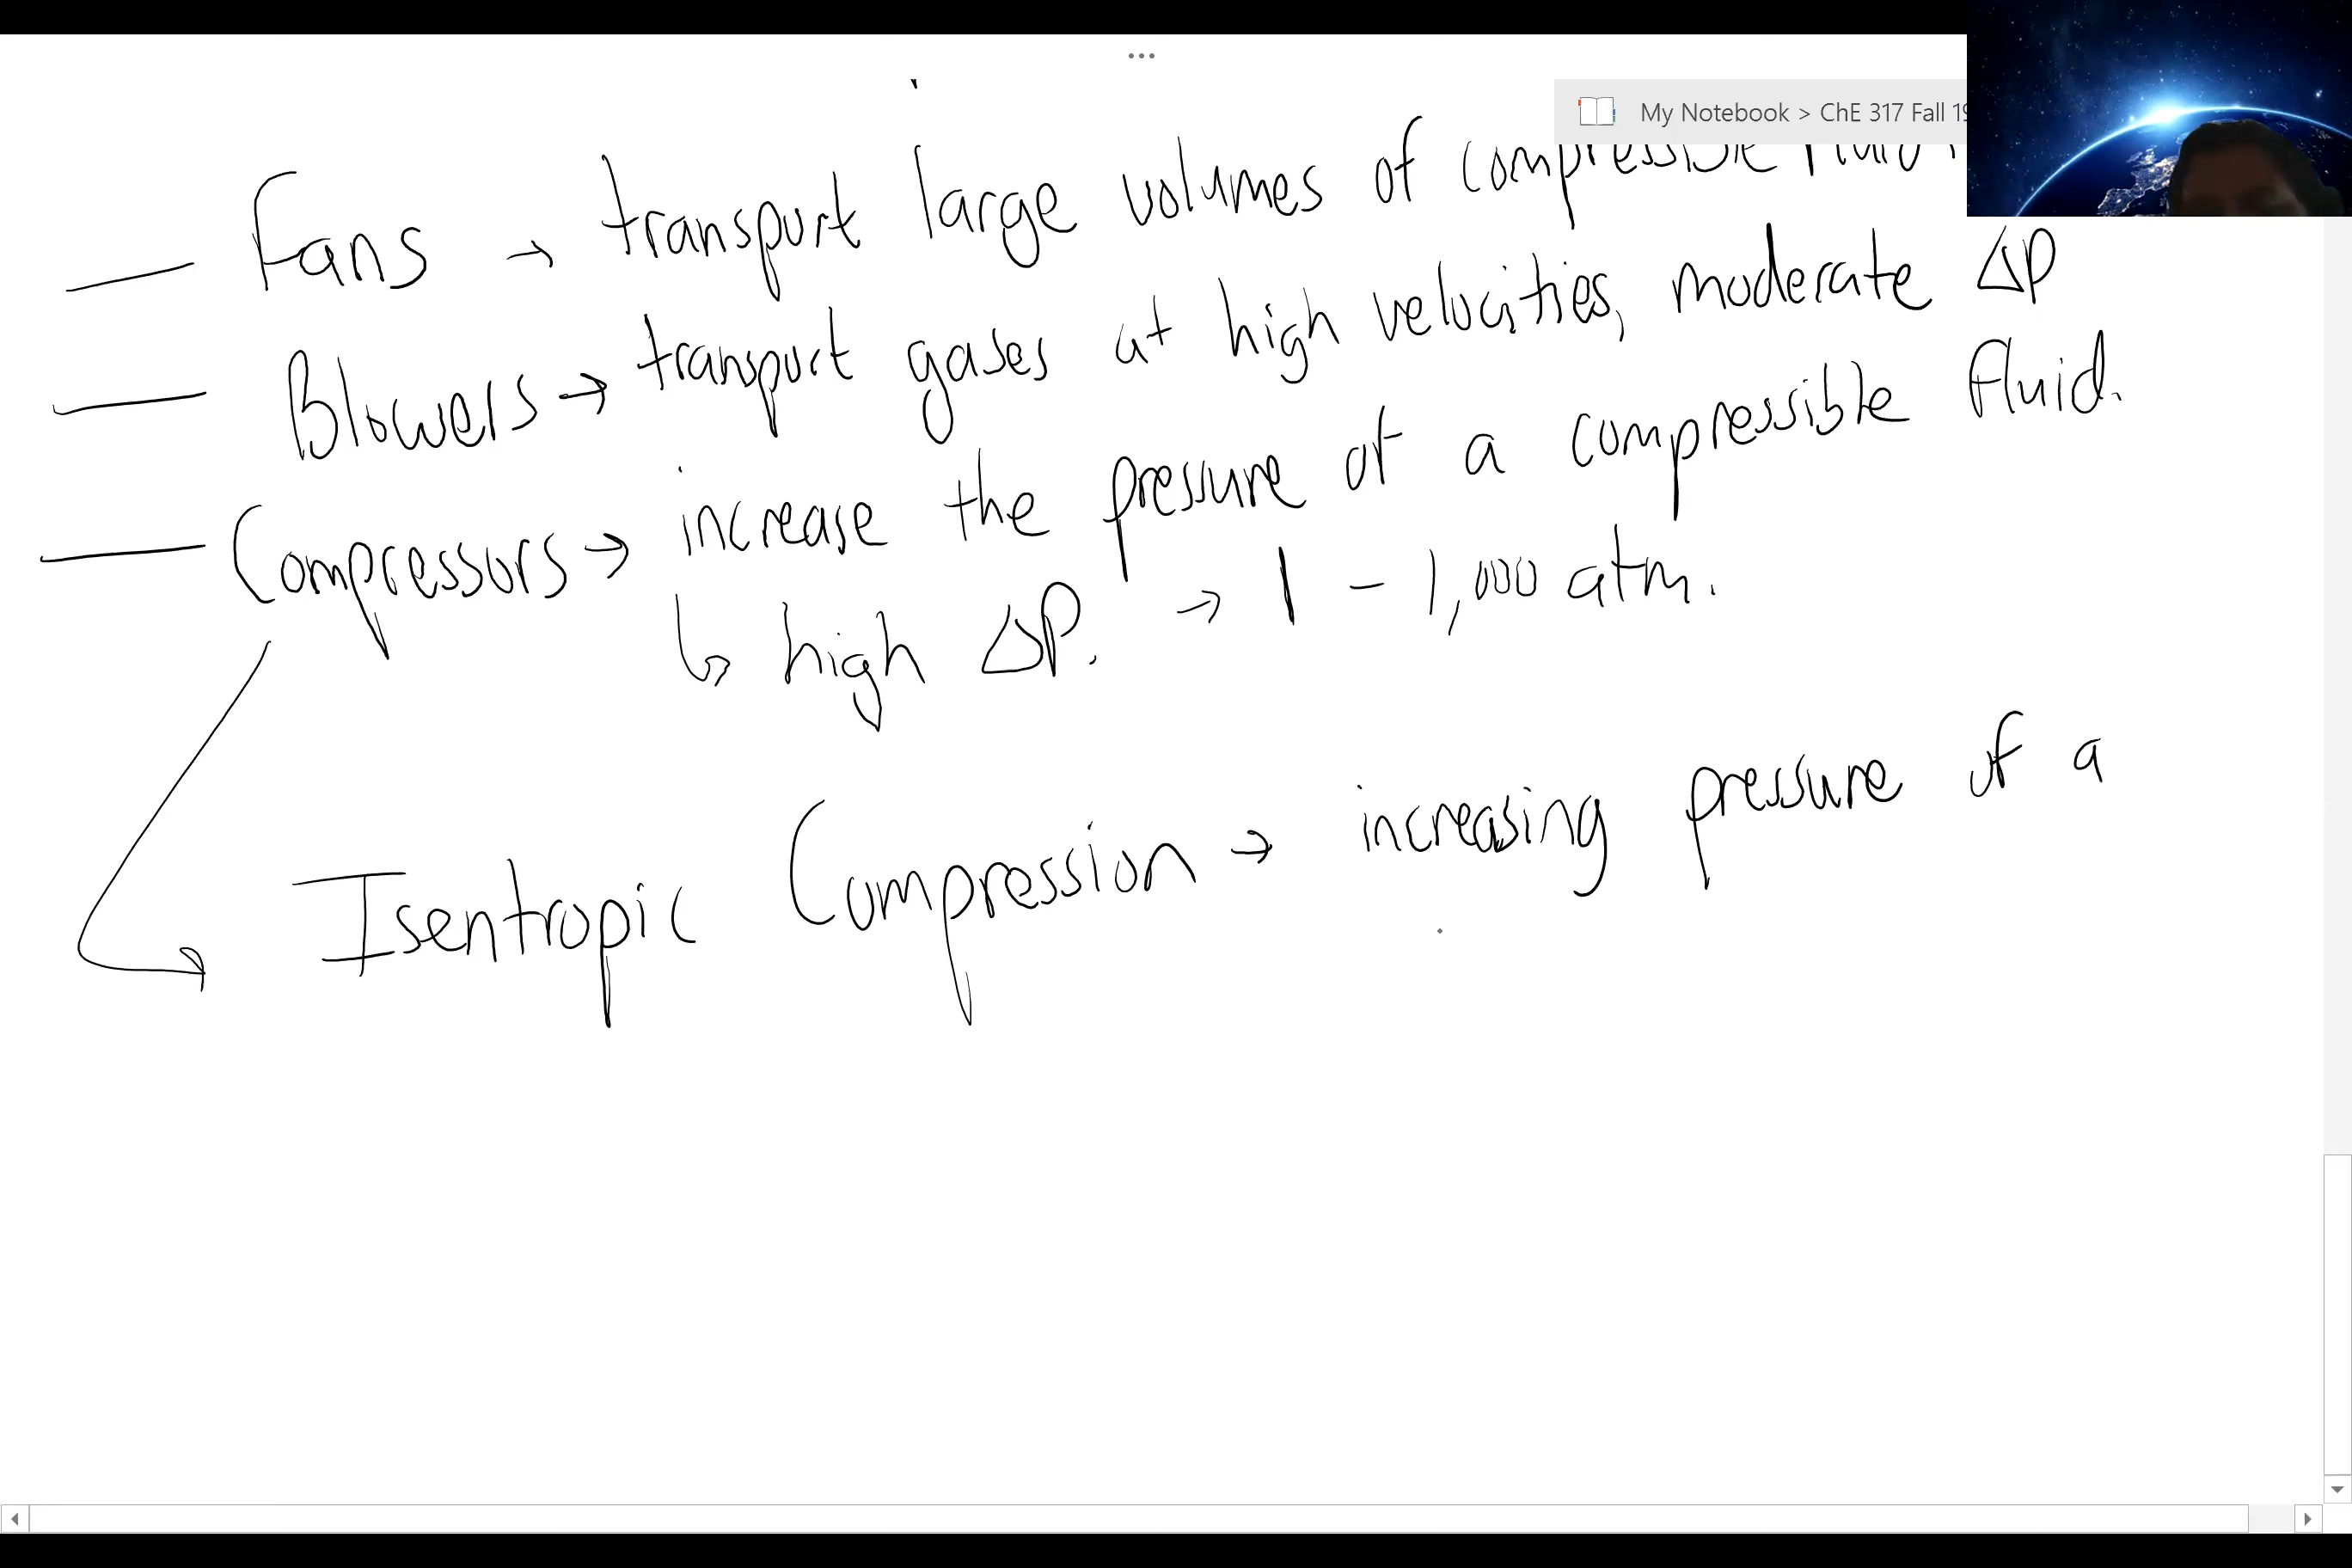 My Notebook > ChE 317 Fall 19
— Fans → transport large volumes of compressible fluid
— Blowers → transport gases at high velocities, moderate ΔP
— Compressors → increase the pressure of a compressible fluid.
↳ high ΔP. → 1 - 1,000 atm.
Isentropic Compression → increasing pressure of a